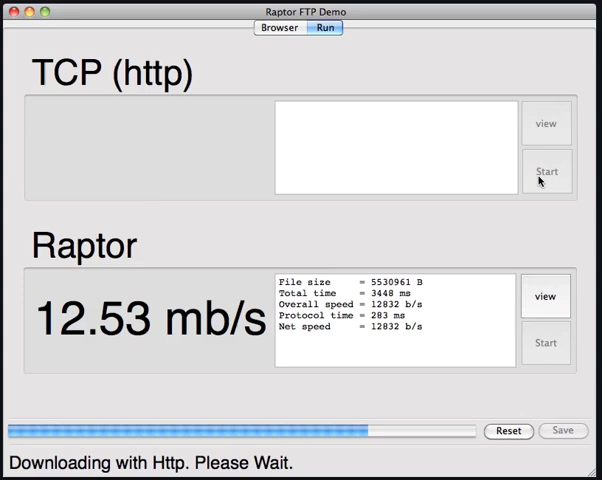 Raptor FTP Demo
Browser Run
TCP (http)
view
Start
Raptor
12.53 mb/s
File size = 5530961 B
Total time = 3448 ms
Overall speed = 12832 b/s
Protocol time = 283 ms
Net speed = 12832 b/s
view
Start
Reset Save
Downloading with Http. Please Wait.